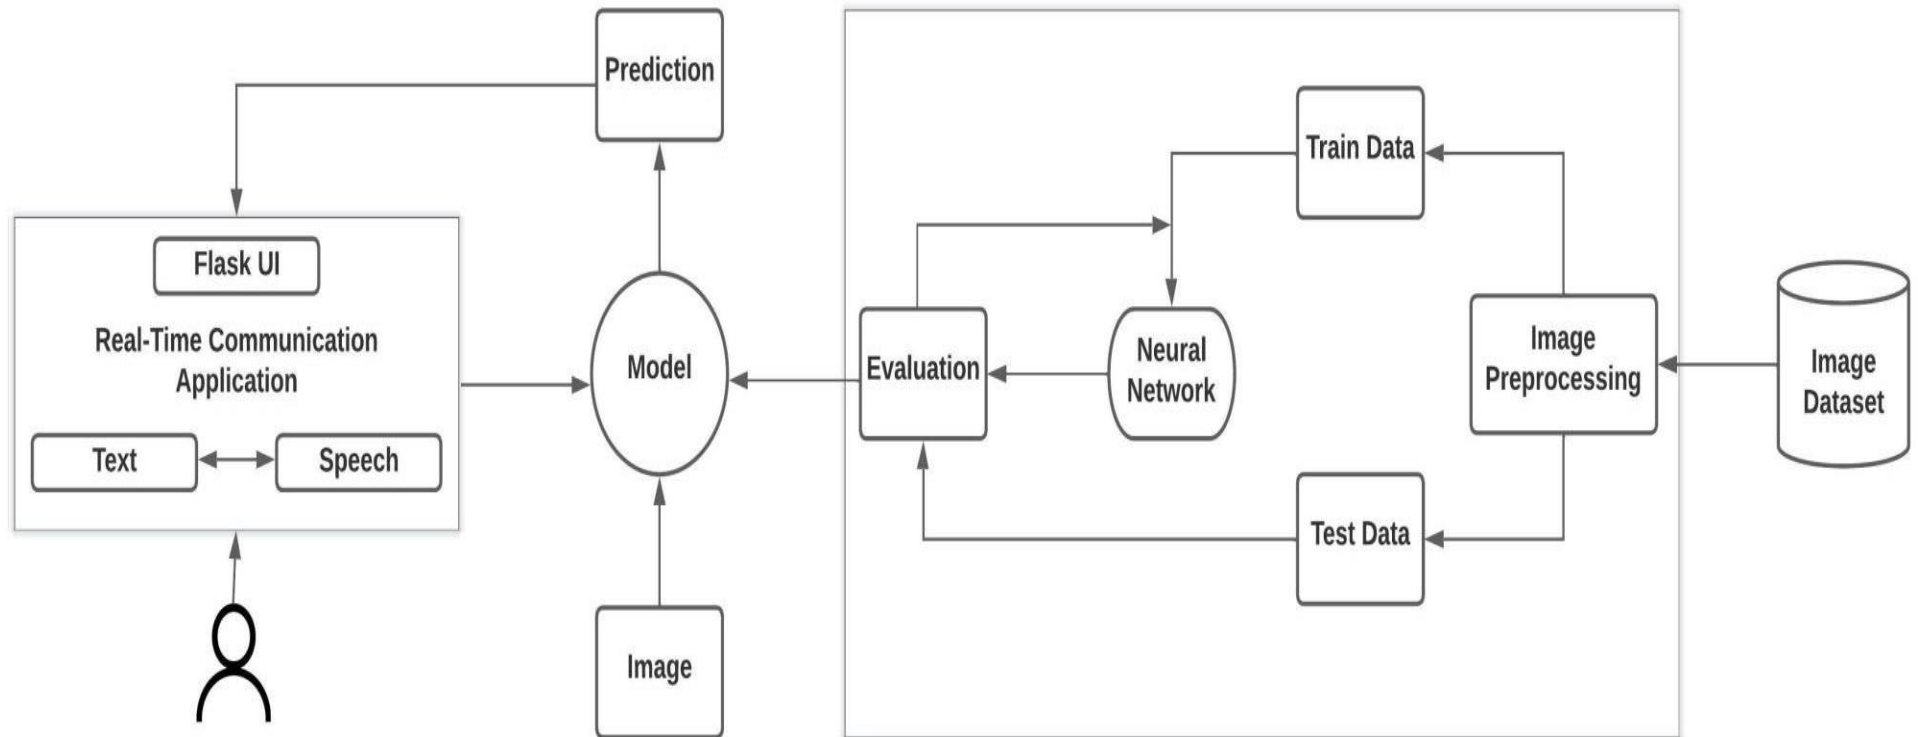 Prediction
Train Data
Flask UI
Real-Time Communication
Application
Text
Speech
Model
Evaluation
Neural
Network
Image
Preprocessing
Image
Dataset
Test Data
Image